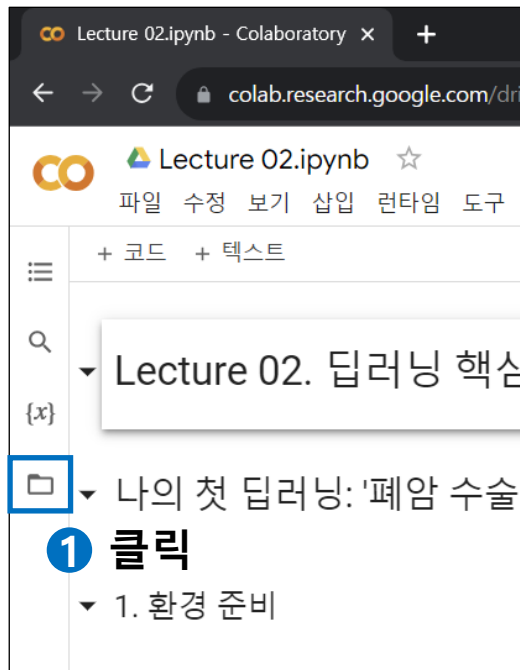 Lecture 02.ipynb - Colaboratory
colab.research.google.com/dri
Lecture 02.ipynb
파일 수정 보기 삽입 런타임 도구
+ 코드 + 텍스트
Lecture 02. 딥러닝 핵심
{x}
나의 첫 딥러닝: '폐암 수술
1 클릭
1. 환경 준비